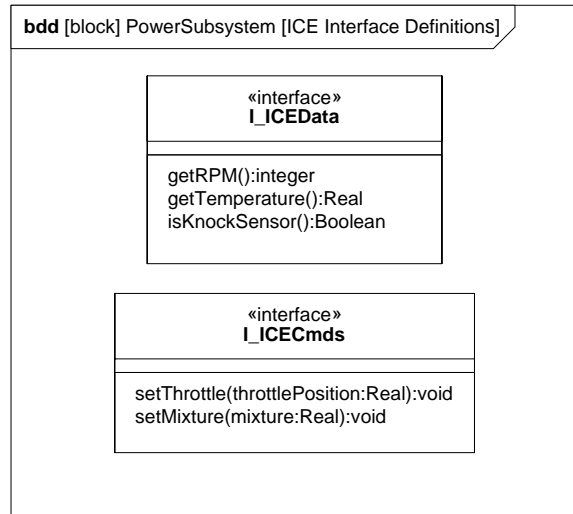 bdd [block] PowerSubsystem [ICE Interface Definitions]
«interface»
I_ICEData
getRPM():integer
getTemperature():Real
isKnockSensor():Boolean
«interface»
I_ICECmds
setThrottle(throttlePosition:Real):void
setMixture(mixture:Real):void